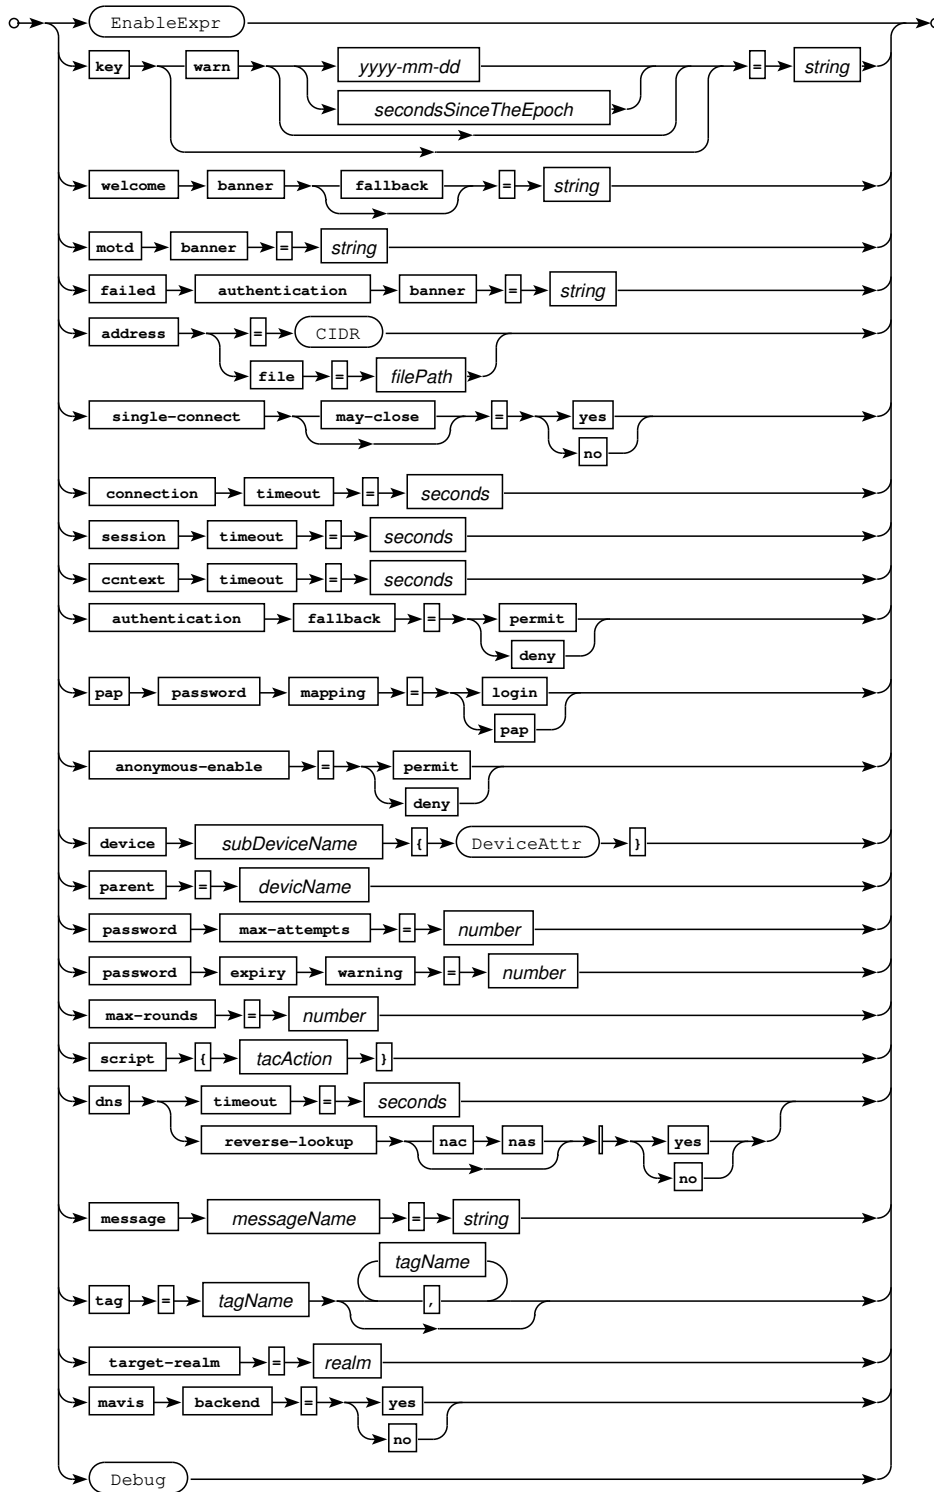 EnableExpr
key warn yyyy-mm-dd = string
secondsSinceTheEpoch
welcome banner fallback = string
motd banner = string
failed authentication banner = string
address = CIDR
file = filePath
single-connect may-close = yes
no
connection timeout = seconds
session timeout = seconds
ccntext timeout = seconds
authentication fallback = permit
deny
pap password mapping = login
pap
anonymous-enable = permit
deny
device subDeviceName { DeviceAttr }
parent = devicName
password max-attempts = number
password expiry warning = number
max-rounds = number
script { tacAction }
dns timeout = seconds
reverse-lookup nac nas yes
no
message messageName = string
tagName
tag = tagName ,
target-realm = realm
mavis backend = yes
no
Debug